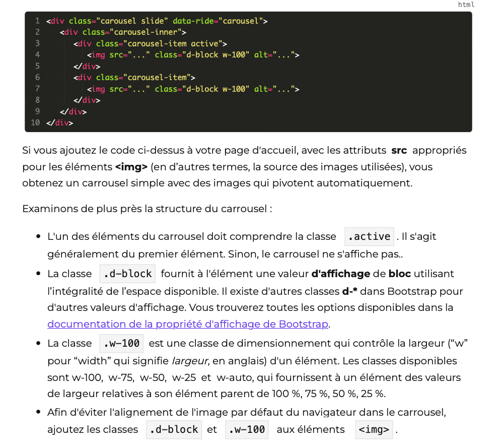 html
1 <div class="carousel slide" data-ride="carousel">
2 <div class="carousel-inner">
3 <div class="carousel-item active">
4 <img src="..." class="d-block w-100" alt="...">
5 </div>
6 <div class="carousel-item">
7 <img src="..." class="d-block w-100" alt="...">
8 </div>
9 </div>
10 </div>
Si vous ajoutez le code ci-dessus à votre page d'accueil, avec les attributs src appropriés
pour les éléments <img> (en d’autres termes, la source des images utilisées), vous
obtenez un carrousel simple avec des images qui pivotent automatiquement.
Examinons de plus près la structure du carrousel :
• L'un des éléments du carrousel doit comprendre la classe .active . Il s'agit
généralement du premier élément. Sinon, le carrousel ne s'affiche pas..
• La classe .d-block fournit à l'élément une valeur d'affichage de bloc utilisant
l’intégralité de l’espace disponible. Il existe d'autres classes d-* dans Bootstrap pour
d'autres valeurs d'affichage. Vous trouverez toutes les options disponibles dans la
documentation de la propriété d'affichage de Bootstrap.
• La classe .w-100 est une classe de dimensionnement qui contrôle la largeur (“w”
pour “width” qui signifie largeur, en anglais) d'un élément. Les classes disponibles
sont w-100, w-75, w-50, w-25 et w-auto, qui fournissent à un élément des valeurs
de largeur relatives à son élément parent de 100 %, 75 %, 50 %, 25 %.
• Afin d'éviter l'alignement de l'image par défaut du navigateur dans le carrousel,
ajoutez les classes .d-block et .w-100 aux éléments <img> .